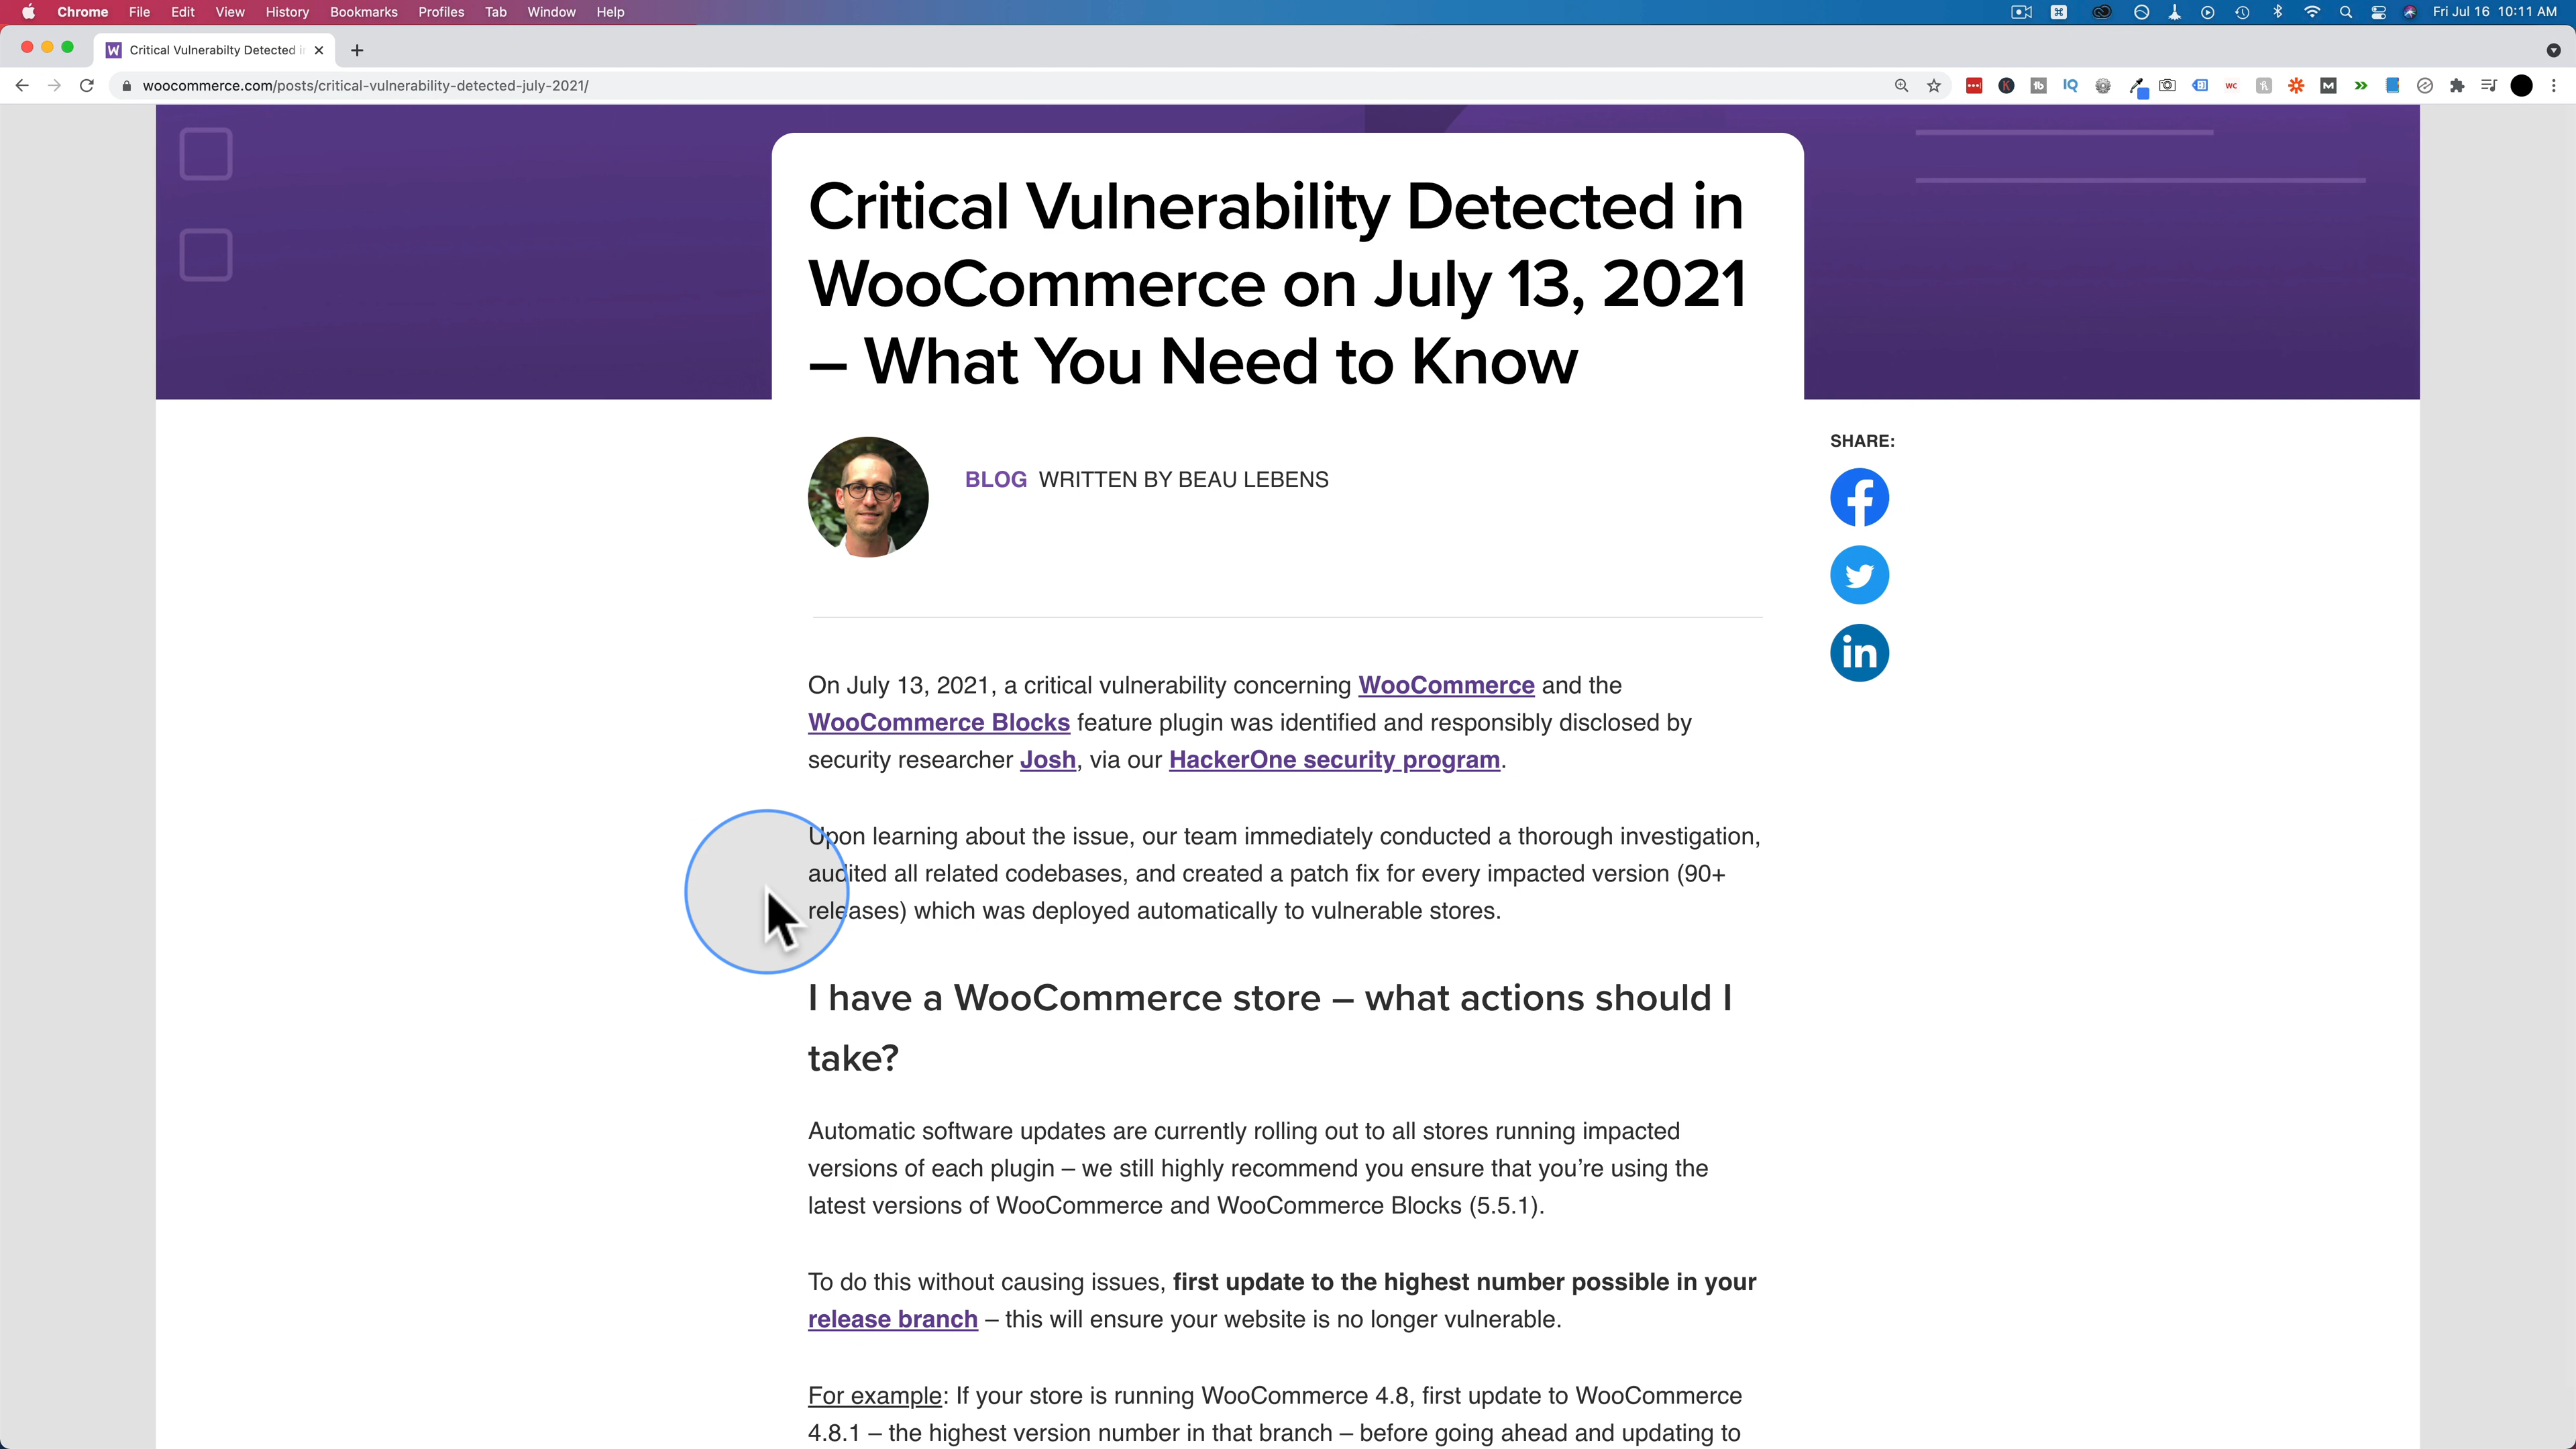 Chrome File Edit View History Bookmarks Profiles Tab Window Help Fri Jul 16 10:11 AM
W Critical Vulnerabilty Detected i
woocommerce.com/posts/critical-vulnerability-detected-july-2021/
K tb IQ wc M
Critical Vulnerability Detected in
WooCommerce on July 13, 2021
– What You Need to Know
BLOG WRITTEN BY BEAU LEBENS
SHARE:
f
in
On July 13, 2021, a critical vulnerability concerning WooCommerce and the
WooCommerce Blocks feature plugin was identified and responsibly disclosed by
security researcher Josh, via our HackerOne security program.
Upon learning about the issue, our team immediately conducted a thorough investigation,
audited all related codebases, and created a patch fix for every impacted version (90+
releases) which was deployed automatically to vulnerable stores.
I have a WooCommerce store – what actions should I
take?
Automatic software updates are currently rolling out to all stores running impacted
versions of each plugin – we still highly recommend you ensure that you’re using the
latest versions of WooCommerce and WooCommerce Blocks (5.5.1).
To do this without causing issues, first update to the highest number possible in your
release branch – this will ensure your website is no longer vulnerable.
For example: If your store is running WooCommerce 4.8, first update to WooCommerce
4.8.1 – the highest version number in that branch – before going ahead and updating to